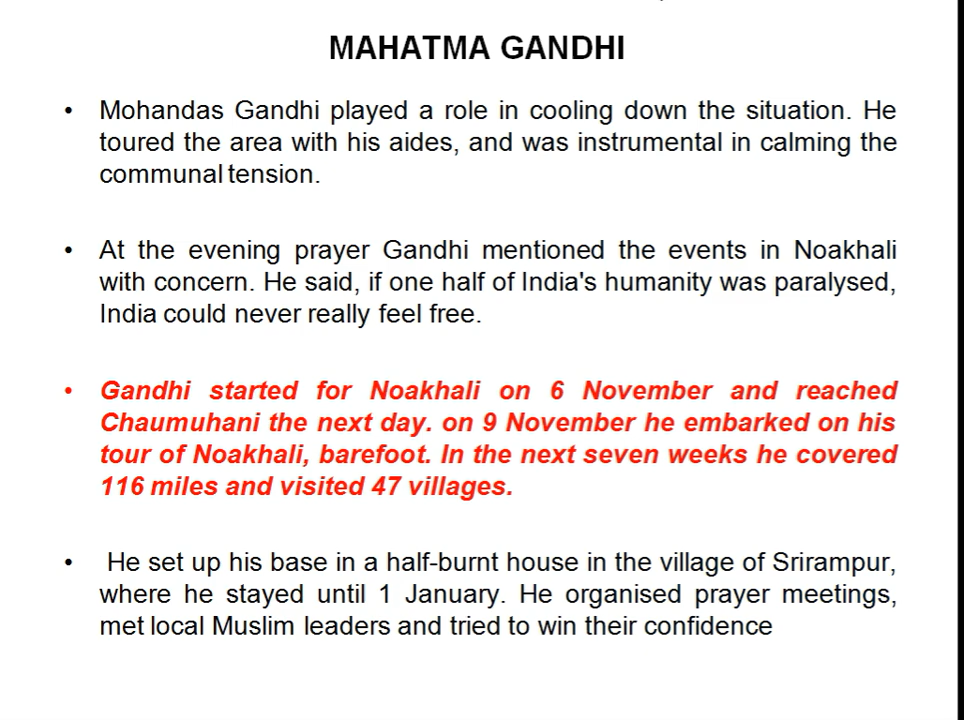 MAHATMA GANDHI
• Mohandas Gandhi played a role in cooling down the situation. He
toured the area with his aides, and was instrumental in calming the
communal tension.
• At the evening prayer Gandhi mentioned the events in Noakhali
with concern. He said, if one half of India's humanity was paralysed,
India could never really feel free.
• Gandhi started for Noakhali on 6 November and reached
Chaumuhani the next day. on 9 November he embarked on his
tour of Noakhali, barefoot. In the next seven weeks he covered
116 miles and visited 47 villages.
• He set up his base in a half-burnt house in the village of Srirampur,
where he stayed until 1 January. He organised prayer meetings,
met local Muslim leaders and tried to win their confidence